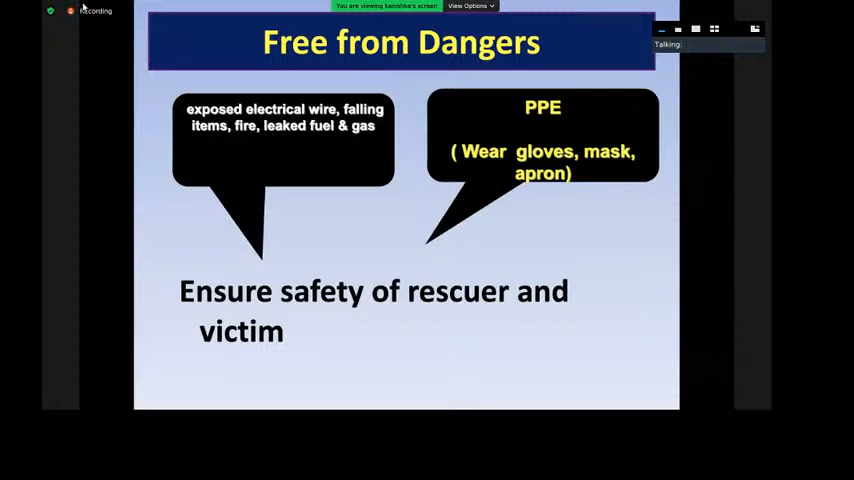 Recording
You are viewing kanishka's screen
View Options
Talking:
Free from Dangers
exposed electrical wire, falling
items, fire, leaked fuel & gas
PPE
( Wear gloves, mask,
apron)
Ensure safety of rescuer and
victim